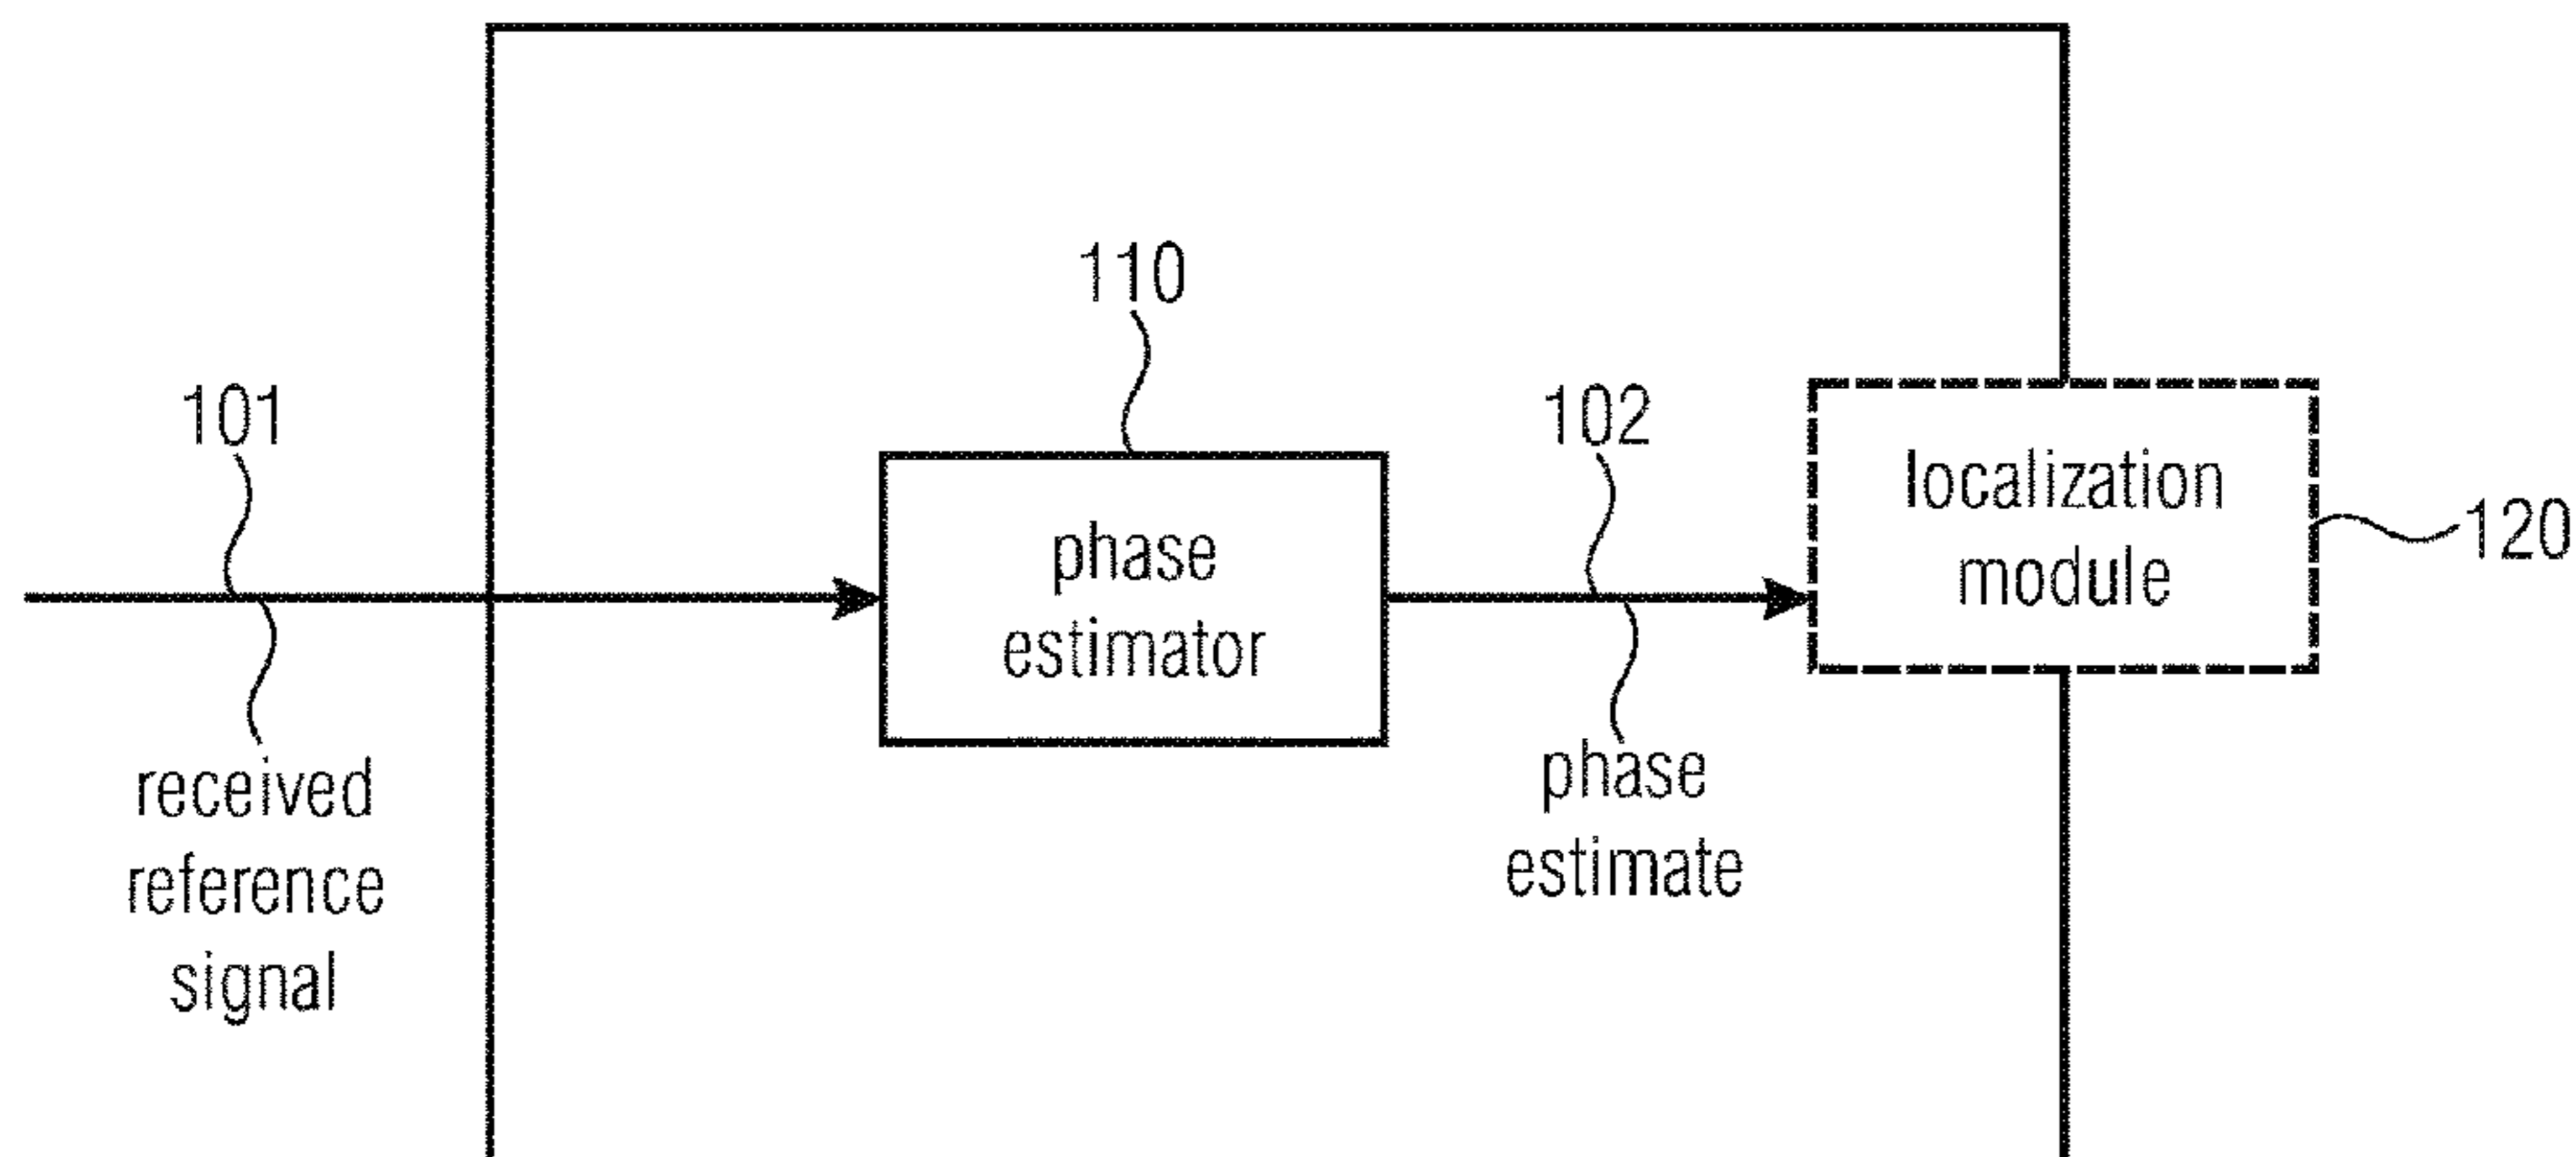 110
101
102
localization
module
120
phase
estimator
received
reference
signal
phase
estimate